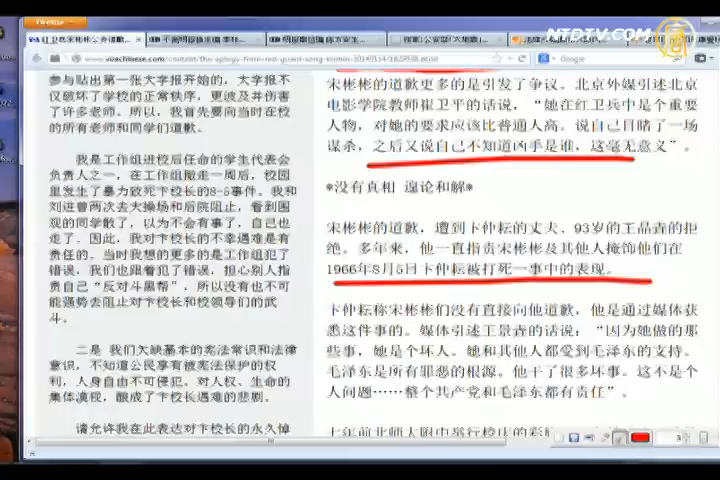 NTDTV.COM
参与贴出第一张大字报开始的，大字报不
仅破坏了学校的正常秩序，更波及并伤害
了许多老师。所以，我首先要向当时在校
的所有老师和同学们道歉。
我是工作组进校后任命的学生代表会
负责人之一，在工作组撤走一周后，校园
里发生了暴力致死卞校长的8-5事件。我和
刘进曾两次去大操场和后院阻止，看到围
观的同学散了，以为不会有事了，自己也
走了。因此，我对卞校长的不幸遇难是有
责任的。当时我想的更多的是工作组犯了
错误，我们也跟着犯了错误，担心别人指
责自己“反对斗黑帮”，所以没有也不可
能强势去阻止对卞校长和校领导们的武
斗。
二是 我们欠缺基本的宪法常识和法律
意识，不知道公民享有被宪法保护的权
利，人身自由不可侵犯。对人权、生命的
集体漠视，酿成了卞校长遇难的悲剧。
请允许我在此表达对卞校长的永久悼
宋彬彬的道歉更多的是引发了争议。北京外媒引述北京
电影学院教师崔卫平的话说，“她在红卫兵中是个重要
人物，对她的要求应该比普通人高。说自己目睹了一场
谋杀，之后又说自己不知道凶手是谁，这毫无意义”。
*没有真相 遑论和解*
宋彬彬的道歉，遭到卞仲耘的丈夫、93岁的王晶垚的拒
绝。多年来，他一直指责宋彬彬及其他人掩饰他们在
1966年8月5日卞仲耘被打死一事中的表现。
卞仲耘称宋彬彬们没有直接向他道歉，他是通过媒体获
悉这件事的。媒体引述王景垚的话说：“因为她做的那
些事，她是个坏人。她和其他人都受到毛泽东的支持。
毛泽东是所有罪恶的根源。他干了很多坏事。这不是个
人问题……整个共产党和毛泽东都有责任”。